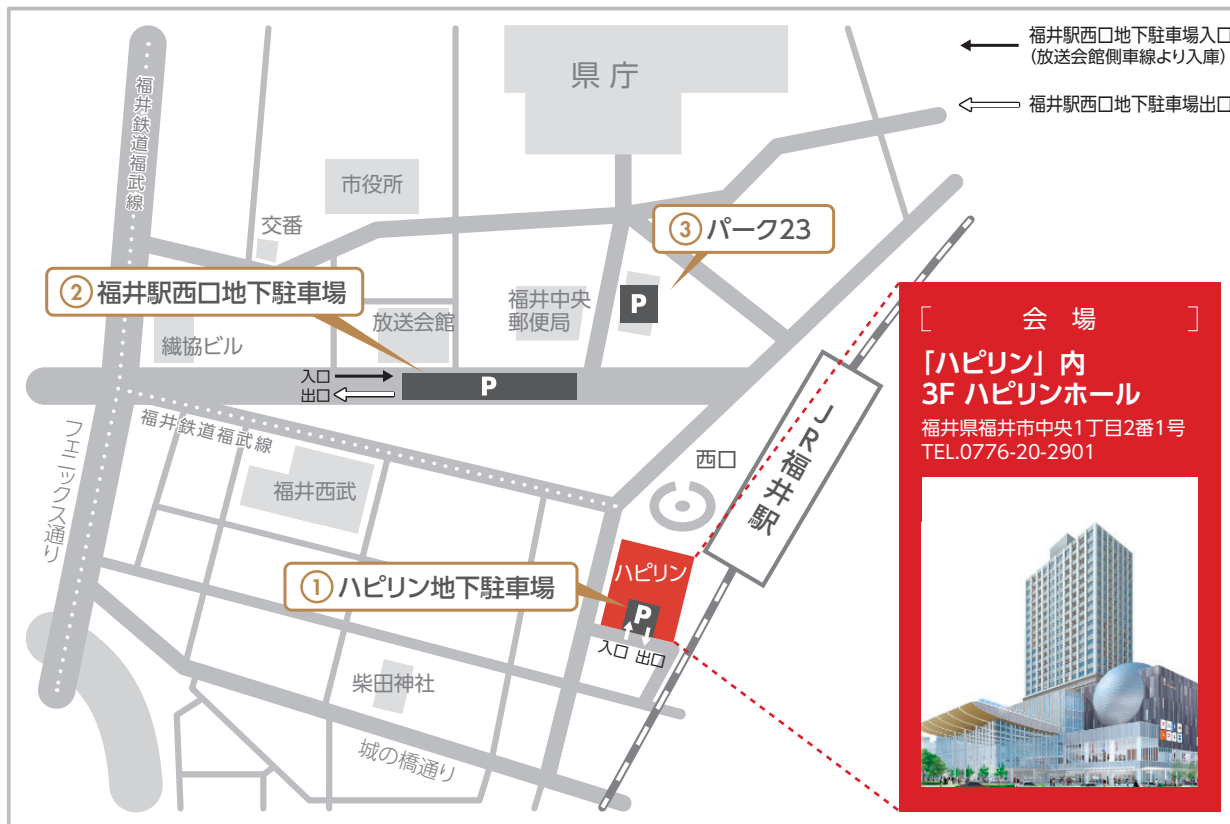 福井駅西口地下駐車場入口
(放送会館側車線より入庫)
福井駅西口地下駐車場出口
県庁
福井鉄道福武線
市役所
交番
③ パーク23
② 福井駅西口地下駐車場
P
福井中央
郵便局
放送会館
繊協ビル
入口
出口
P
福井鉄道福武線
フェニックス通り
福井西武
西口
JR福井駅
ハピリン
① ハピリン地下駐車場
P
入口 出口
柴田神社
城の橋通り
[ 会場 ]
「ハピリン」内
3F ハピリンホール
福井県福井市中央1丁目2番1号
TEL.0776-20-2901